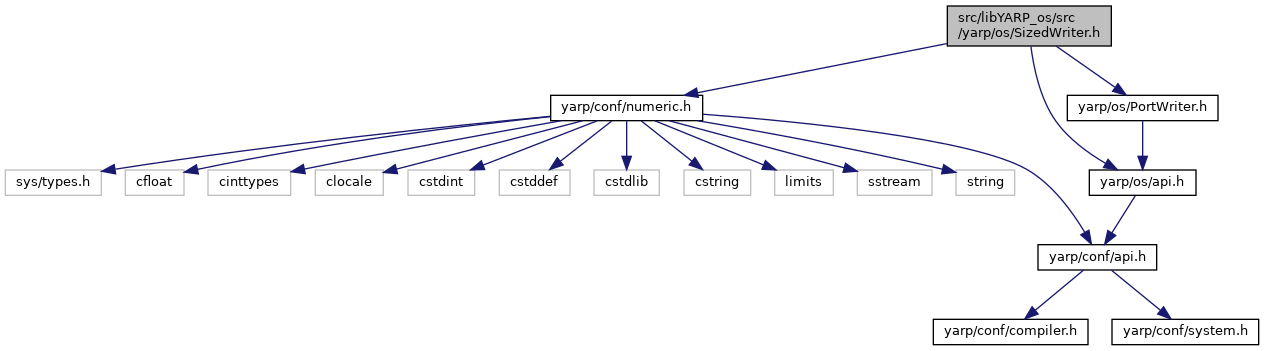 src/libYARP_os/src
/yarp/os/SizedWriter.h
yarp/conf/numeric.h
yarp/os/PortWriter.h
sys/types.h
cfloat
cinttypes
clocale
cstdint
cstddef
cstdlib
cstring
limits
sstream
string
yarp/os/api.h
yarp/conf/api.h
yarp/conf/compiler.h
yarp/conf/system.h